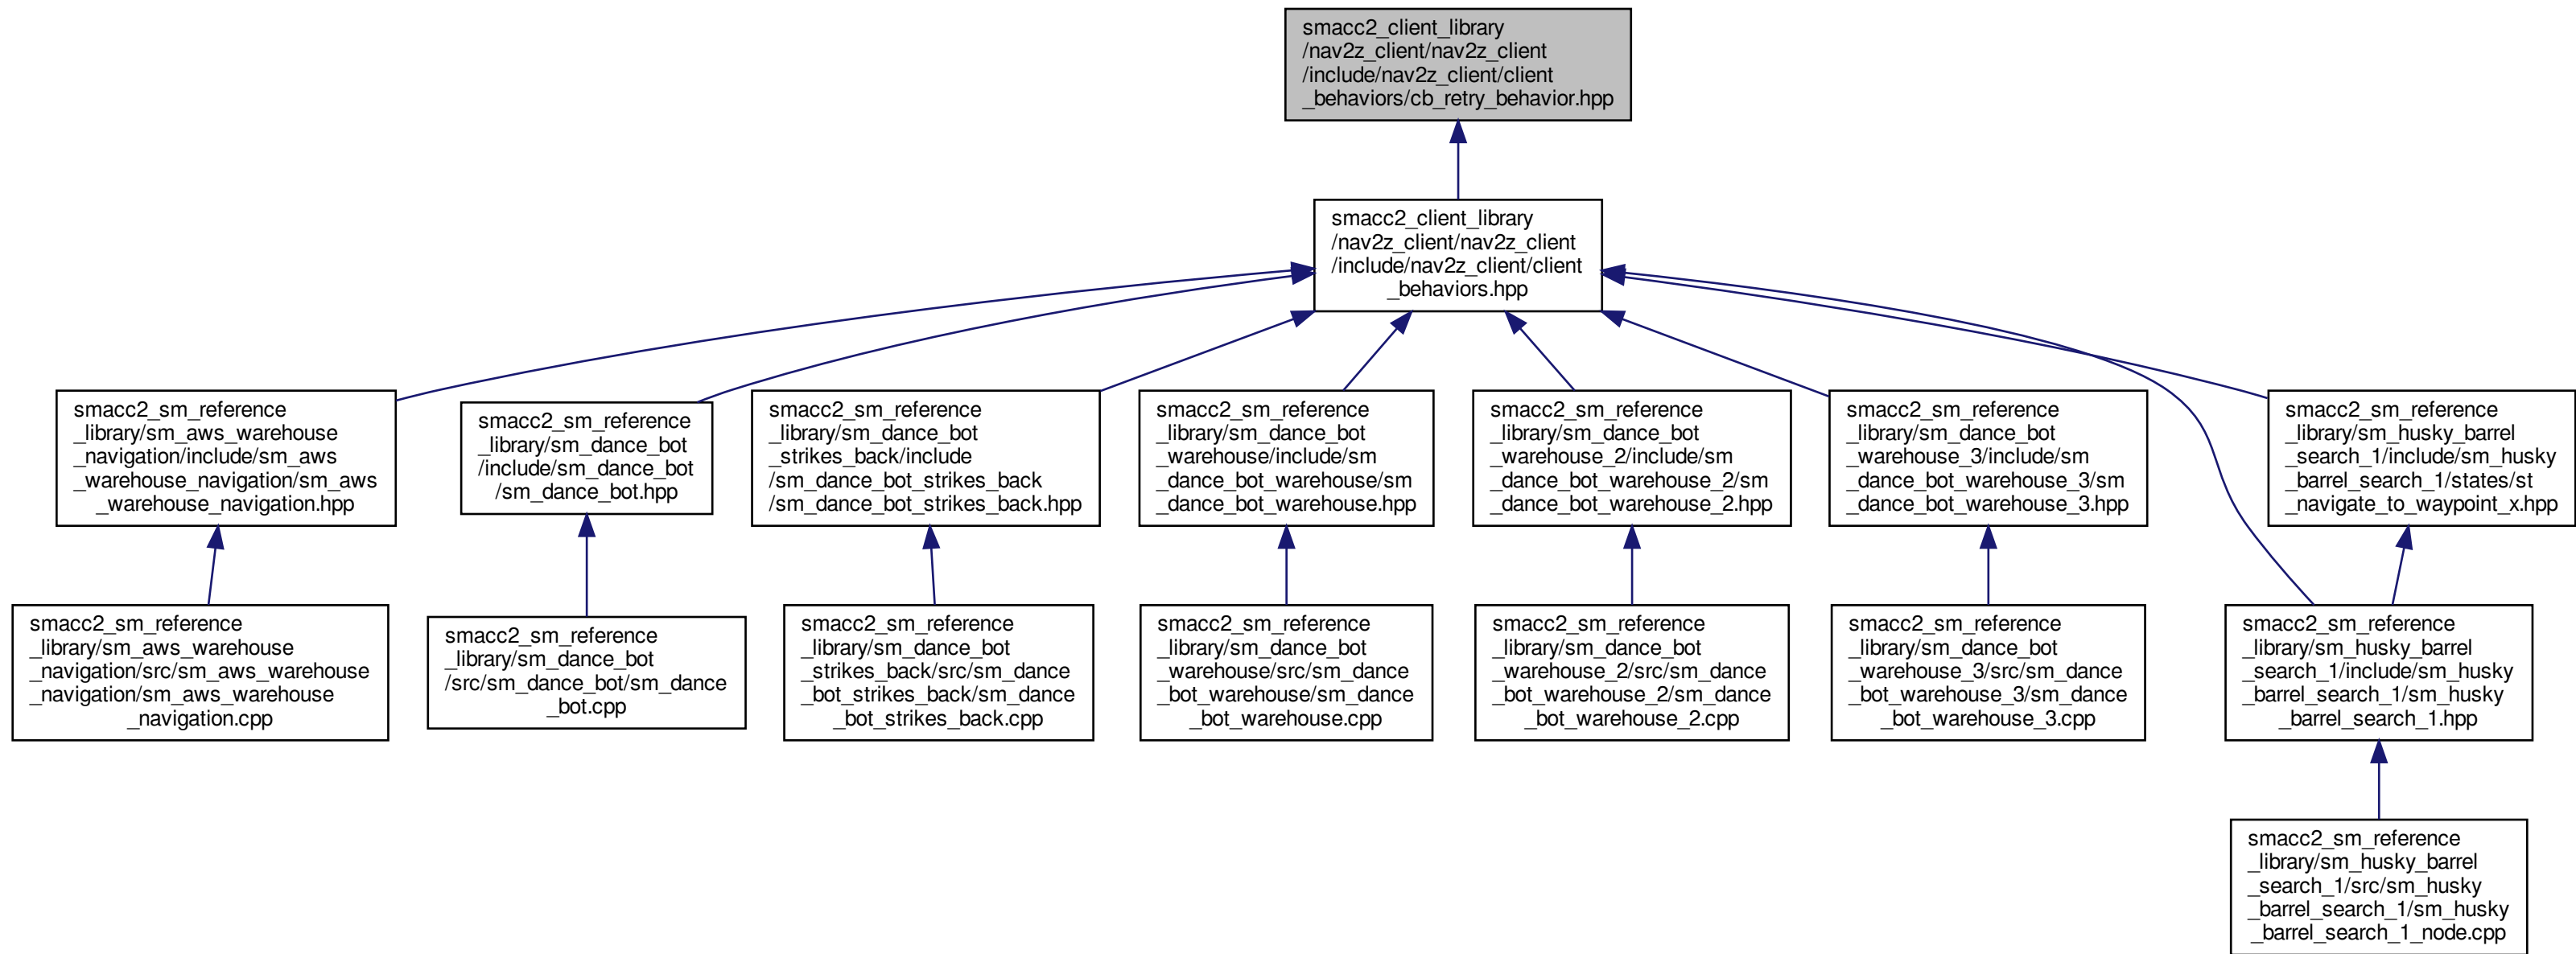 smacc2_client_library
/nav2z_client/nav2z_client
/include/nav2z_client/client
_behaviors/cb_retry_behavior.hpp
smacc2_client_library
/nav2z_client/nav2z_client
/include/nav2z_client/client
_behaviors.hpp
smacc2_sm_reference
_library/sm_aws_warehouse
_navigation/include/sm_aws
_warehouse_navigation/sm_aws
_warehouse_navigation.hpp
smacc2_sm_reference
_library/sm_dance_bot
/include/sm_dance_bot
/sm_dance_bot.hpp
smacc2_sm_reference
_library/sm_dance_bot
_strikes_back/include
/sm_dance_bot_strikes_back
/sm_dance_bot_strikes_back.hpp
smacc2_sm_reference
_library/sm_dance_bot
_warehouse/include/sm
_dance_bot_warehouse/sm
_dance_bot_warehouse.hpp
smacc2_sm_reference
_library/sm_dance_bot
_warehouse_2/include/sm
_dance_bot_warehouse_2/sm
_dance_bot_warehouse_2.hpp
smacc2_sm_reference
_library/sm_dance_bot
_warehouse_3/include/sm
_dance_bot_warehouse_3/sm
_dance_bot_warehouse_3.hpp
smacc2_sm_reference
_library/sm_husky_barrel
_search_1/include/sm_husky
_barrel_search_1/states/st
_navigate_to_waypoint_x.hpp
smacc2_sm_reference
_library/sm_aws_warehouse
_navigation/src/sm_aws_warehouse
_navigation/sm_aws_warehouse
_navigation.cpp
smacc2_sm_reference
_library/sm_dance_bot
/src/sm_dance_bot/sm_dance
_bot.cpp
smacc2_sm_reference
_library/sm_dance_bot
_strikes_back/src/sm_dance
_bot_strikes_back/sm_dance
_bot_strikes_back.cpp
smacc2_sm_reference
_library/sm_dance_bot
_warehouse/src/sm_dance
_bot_warehouse/sm_dance
_bot_warehouse.cpp
smacc2_sm_reference
_library/sm_dance_bot
_warehouse_2/src/sm_dance
_bot_warehouse_2/sm_dance
_bot_warehouse_2.cpp
smacc2_sm_reference
_library/sm_dance_bot
_warehouse_3/src/sm_dance
_bot_warehouse_3/sm_dance
_bot_warehouse_3.cpp
smacc2_sm_reference
_library/sm_husky_barrel
_search_1/include/sm_husky
_barrel_search_1/sm_husky
_barrel_search_1.hpp
smacc2_sm_reference
_library/sm_husky_barrel
_search_1/src/sm_husky
_barrel_search_1/sm_husky
_barrel_search_1_node.cpp